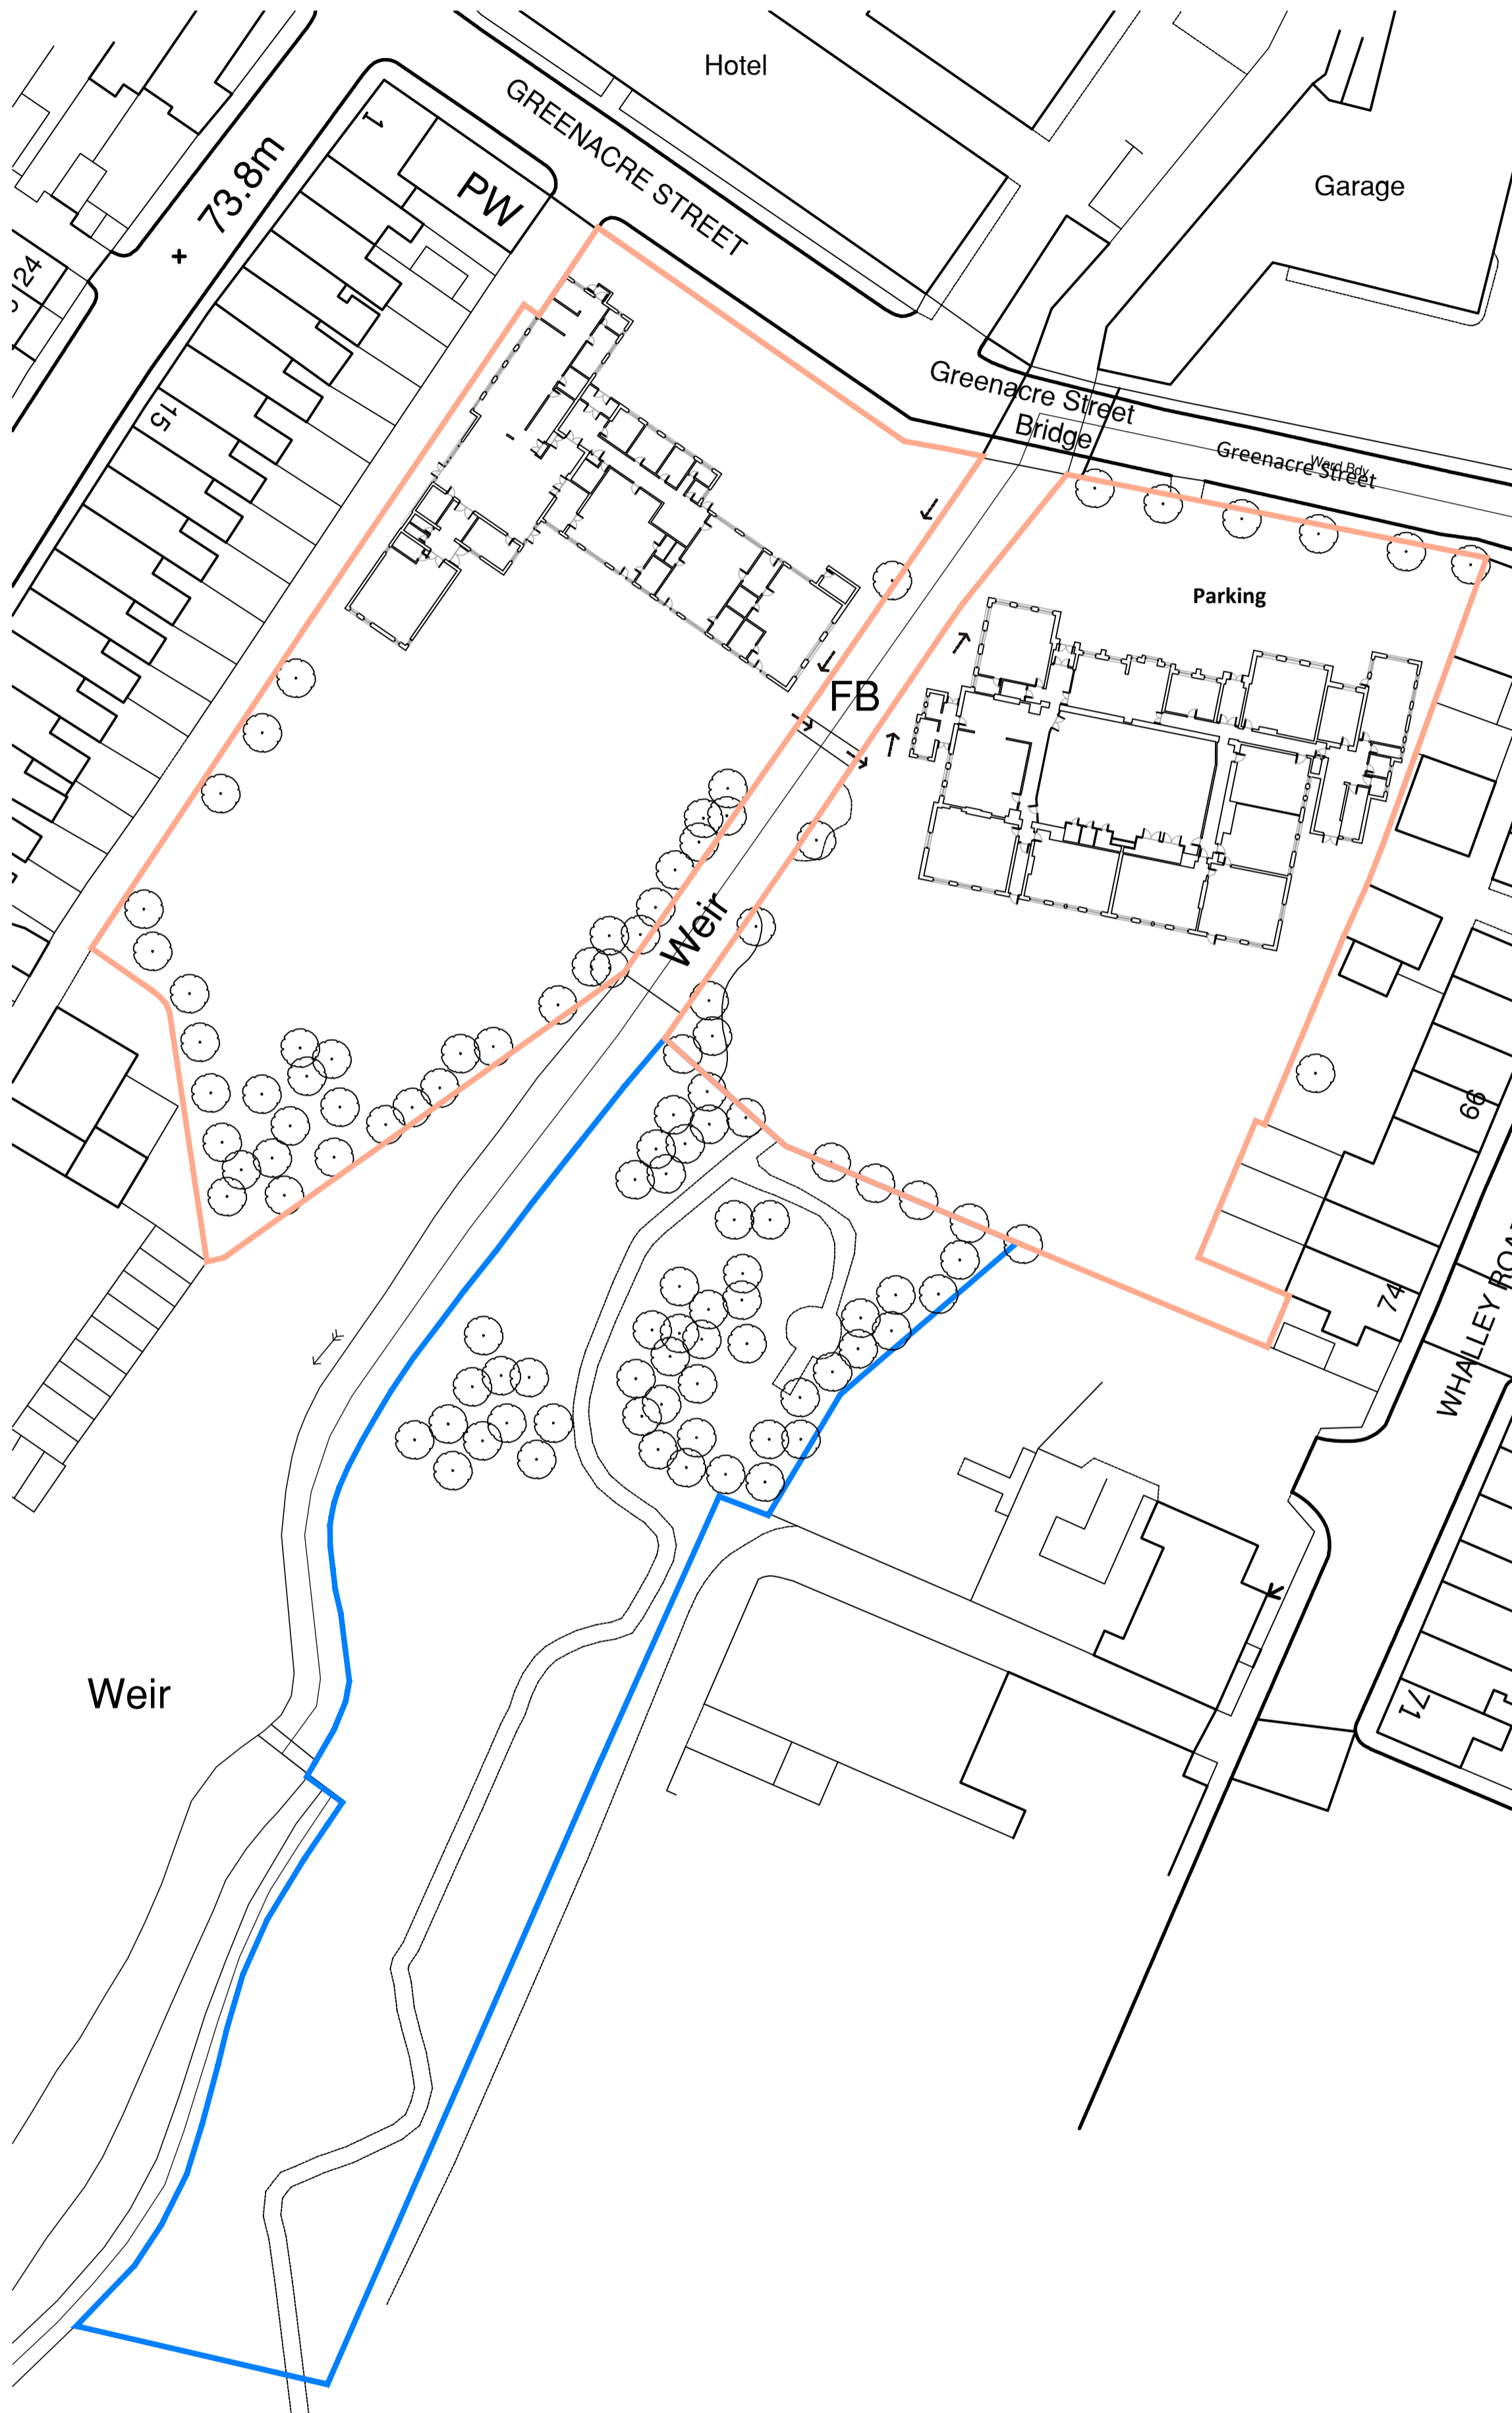 Hotel
1
GREENACRE STREET
PW
Garage
73.8m
24
Greenacre Street
Bridge
Ward Bdy
Greenacre Street
15
Parking
FB
Weir
66
74
WHALLEY ROA
Weir
71